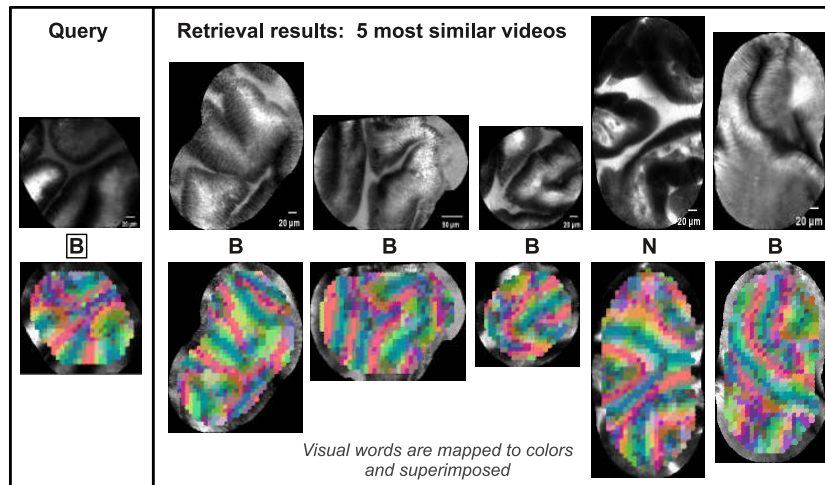 Query
Retrieval results: 5 most similar videos
20 µm
20 µm
50 µm
20 µm
20 µm
20 µm
B
B
B
B
N
B
Visual words are mapped to colors
and superimposed